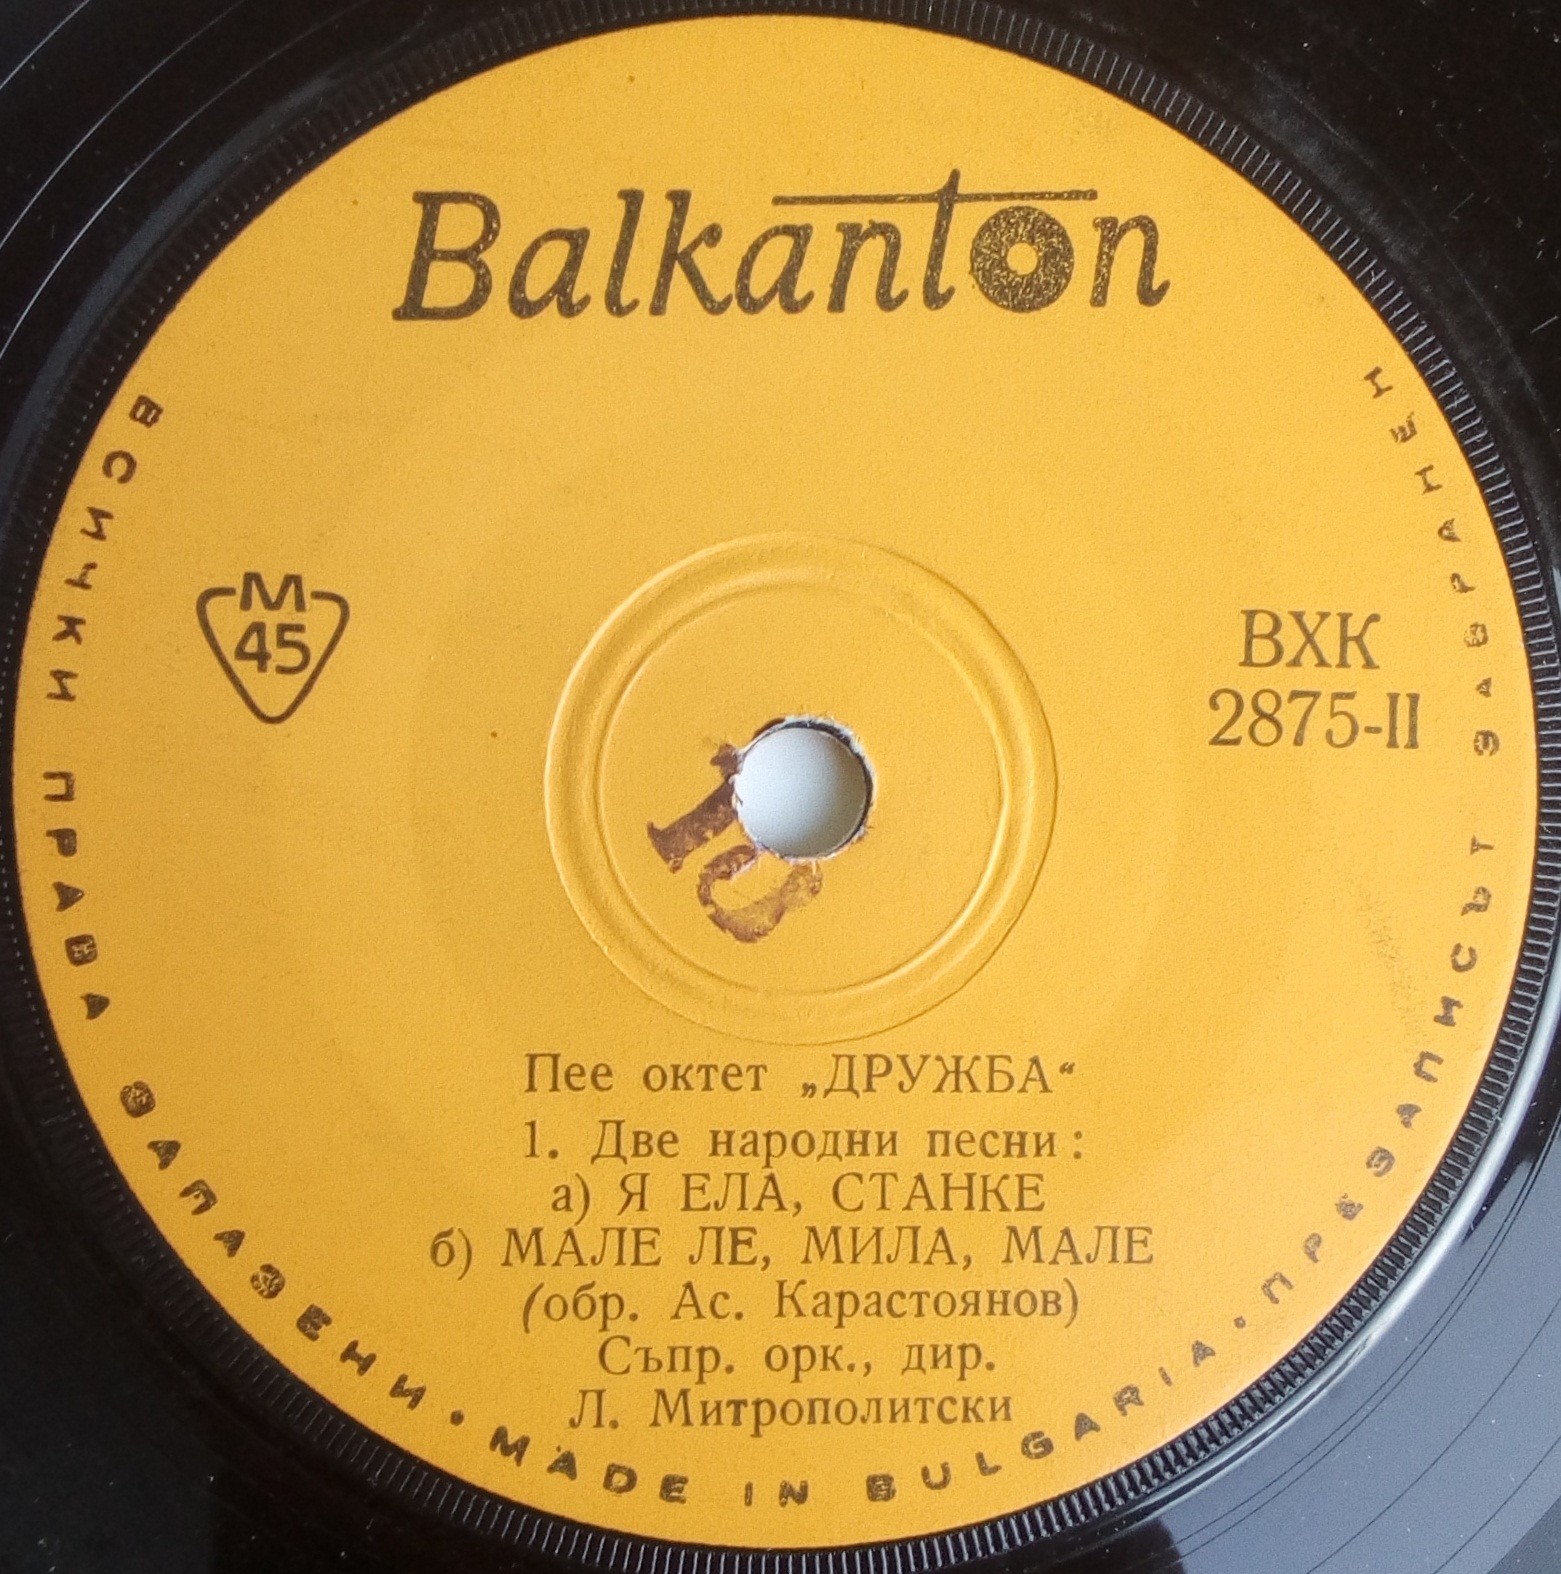 Balkanton
M
45
ВХК
2875-II
Пее октет „ДРУЖБА“
1. Две народни песни:
а) Я ЕЛА, СТАНКЕ
б) МАЛЕ ЛЕ, МИЛА, МАЛЕ
(обр. Ас. Карастоянов)
Съпр. орк., дир.
Л. Митрополитски
ВСИЧКИ ПРАВА ЗАПАЗЕНИ • MADE IN BULGARIA • ПРЕЗАПИСЪТ ЗАБРАНЕН